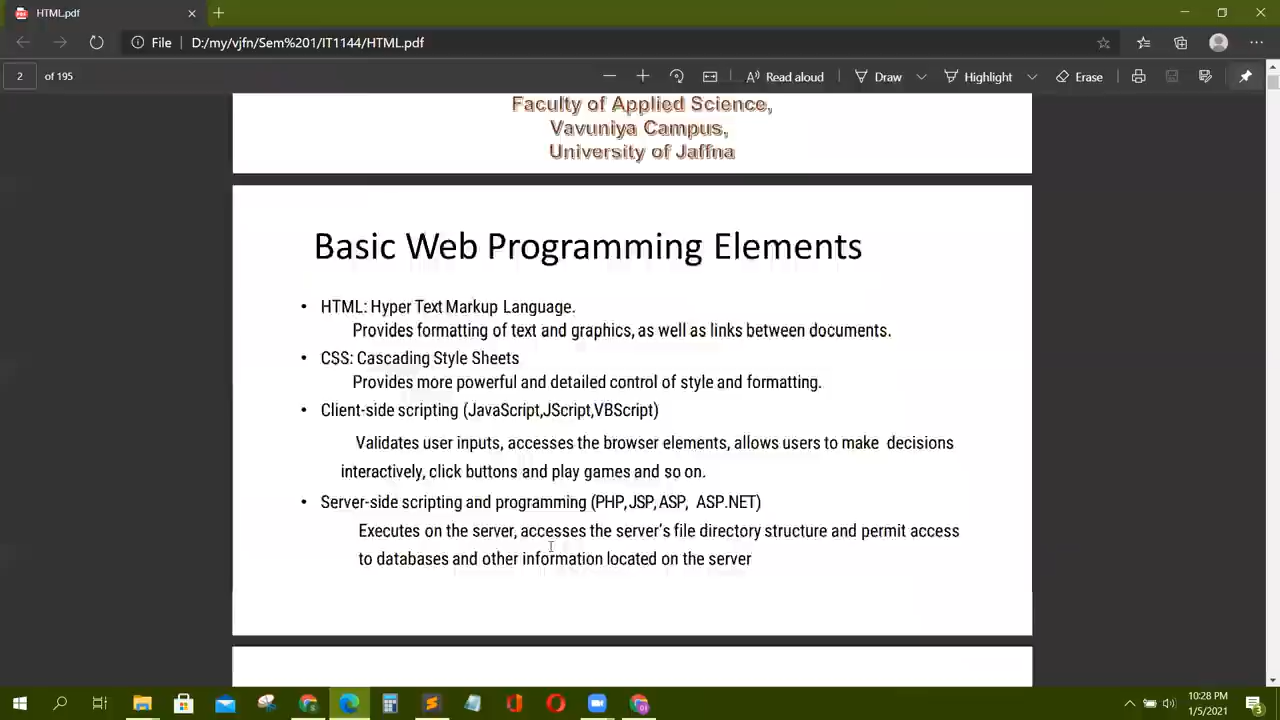 HTML.pdf
File
D:/my/vjfn/Sem%201/IT1144/HTML.pdf
2 of 195
Read aloud
Draw
Highlight
Erase
Faculty of Applied Science,
Vavuniya Campus,
University of Jaffna
Basic Web Programming Elements
• HTML: Hyper Text Markup Language.
Provides formatting of text and graphics, as well as links between documents.
• CSS: Cascading Style Sheets
Provides more powerful and detailed control of style and formatting.
• Client-side scripting (JavaScript,JScript,VBScript)
Validates user inputs, accesses the browser elements, allows users to make decisions
interactively, click buttons and play games and so on.
• Server-side scripting and programming (PHP,JSP,ASP, ASP.NET)
Executes on the server, accesses the server's file directory structure and permit access
to databases and other information located on the server
10:28 PM
1/5/2021